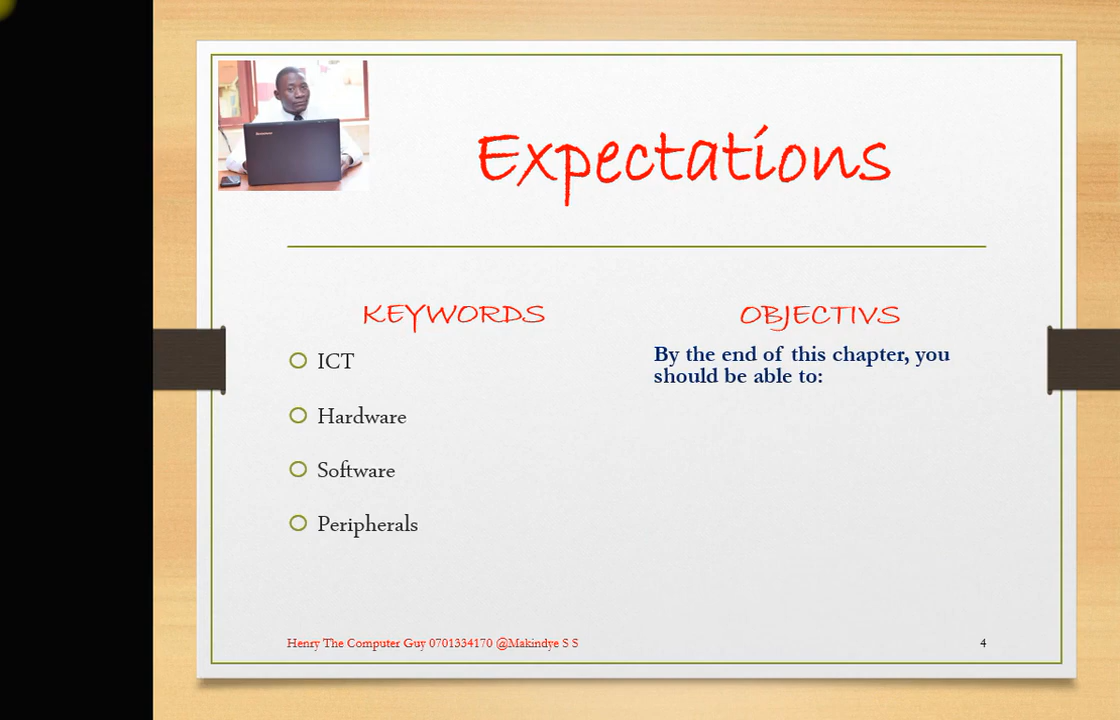 Expectations
KEYWORDS
ICT
Hardware
Software
Peripherals
OBJECTIVS
By the end of this chapter, you
should be able to:
Henry The Computer Guy 0701334170 @Makindye S S
4